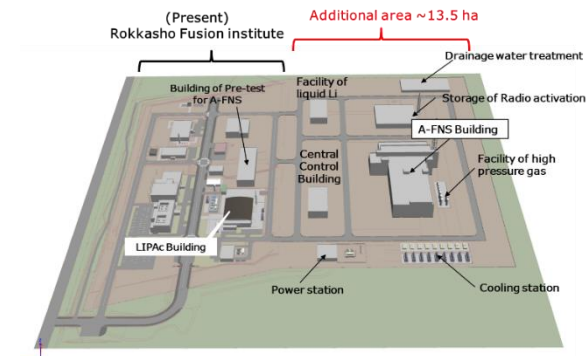 (Present)
Rokkasho Fusion institute
Additional area ~13.5 ha
Drainage water treatment
Building of Pre-test
for A-FNS
Facility of
liquid Li
Storage of Radio activation
A-FNS Building
Central
Control
Building
Facility of high
pressure gas
LIPAc Building
Power station
Cooling station